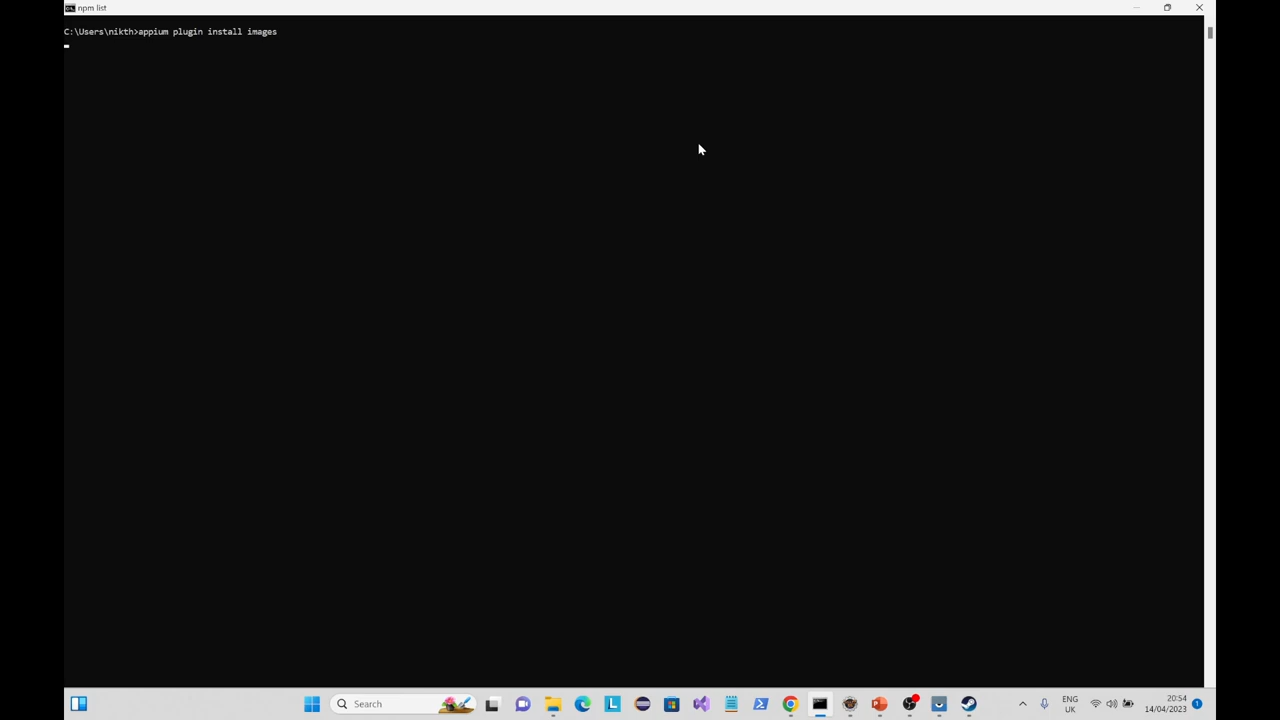 npm list
C:\Users\nikth>appium plugin install images
Search
ENG
UK
20:54
14/04/2023